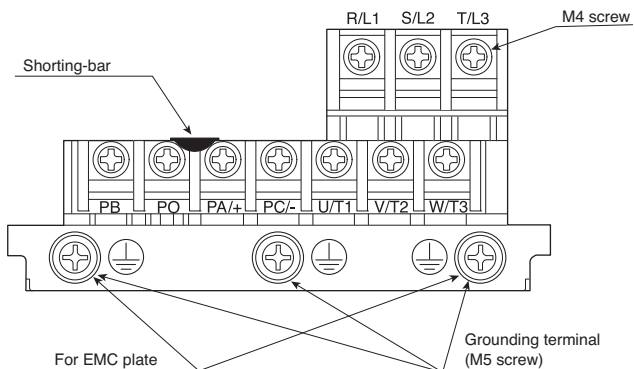 R/L1 S/L2 T/L3
M4 screw
Shorting-bar
PB PO PA/+ PC/- U/T1 V/T2 W/T3
For EMC plate
Grounding terminal
(M5 screw)